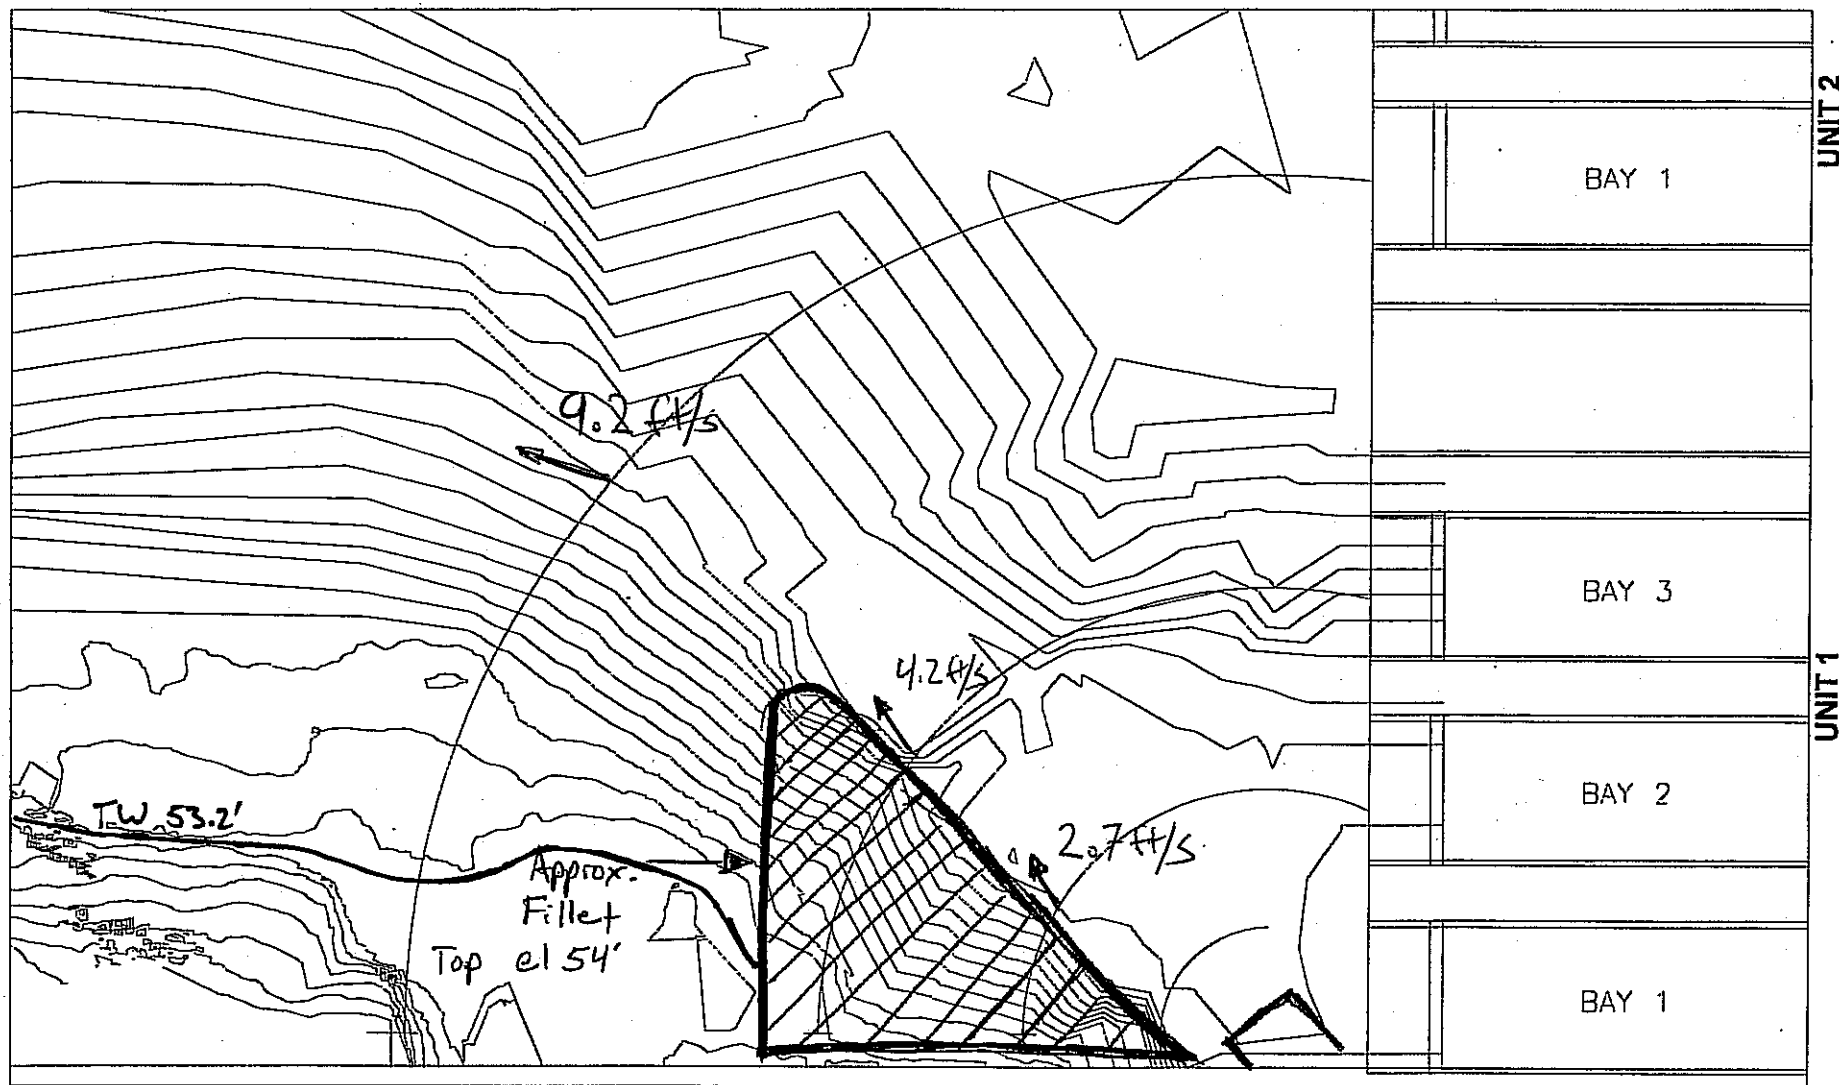 UNIT 2
BAY 1
9.2 ft/s
BAY 3
4.2 ft/s
UNIT 1
BAY 2
T.W 53.2'
2.7 ft/s
Approx.
Fillet
Top el 54'
BAY 1